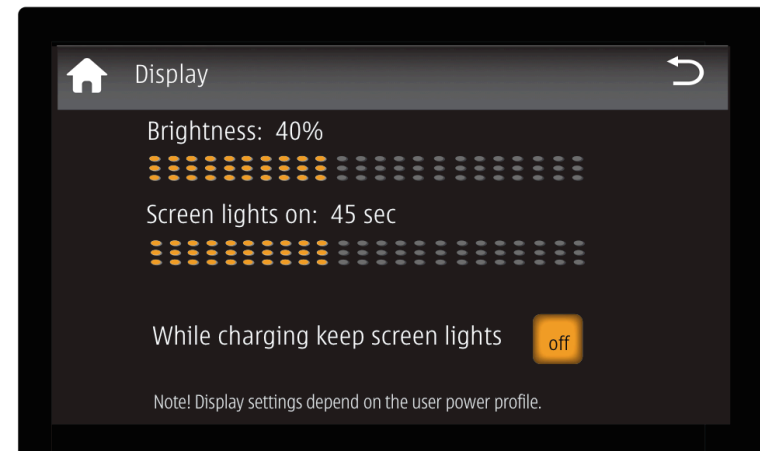 Display
Brightness: 40%
Screen lights on: 45 sec
While charging keep screen lights off
Note! Display settings depend on the user power profile.